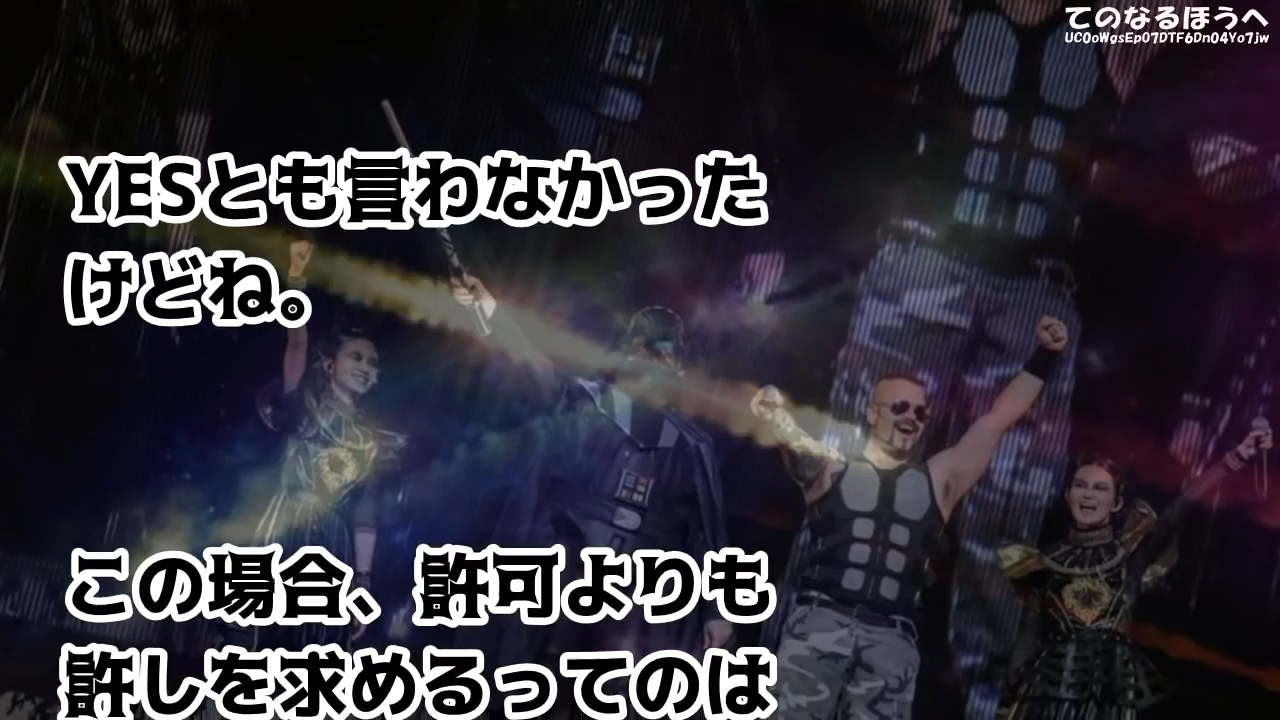 てのなるほうへ
UC0oWgsEpO7DTF6Dn04Yo7jw
YESとも言わなかった
けどね。
この場合、許可よりも
許しを求めるってのは